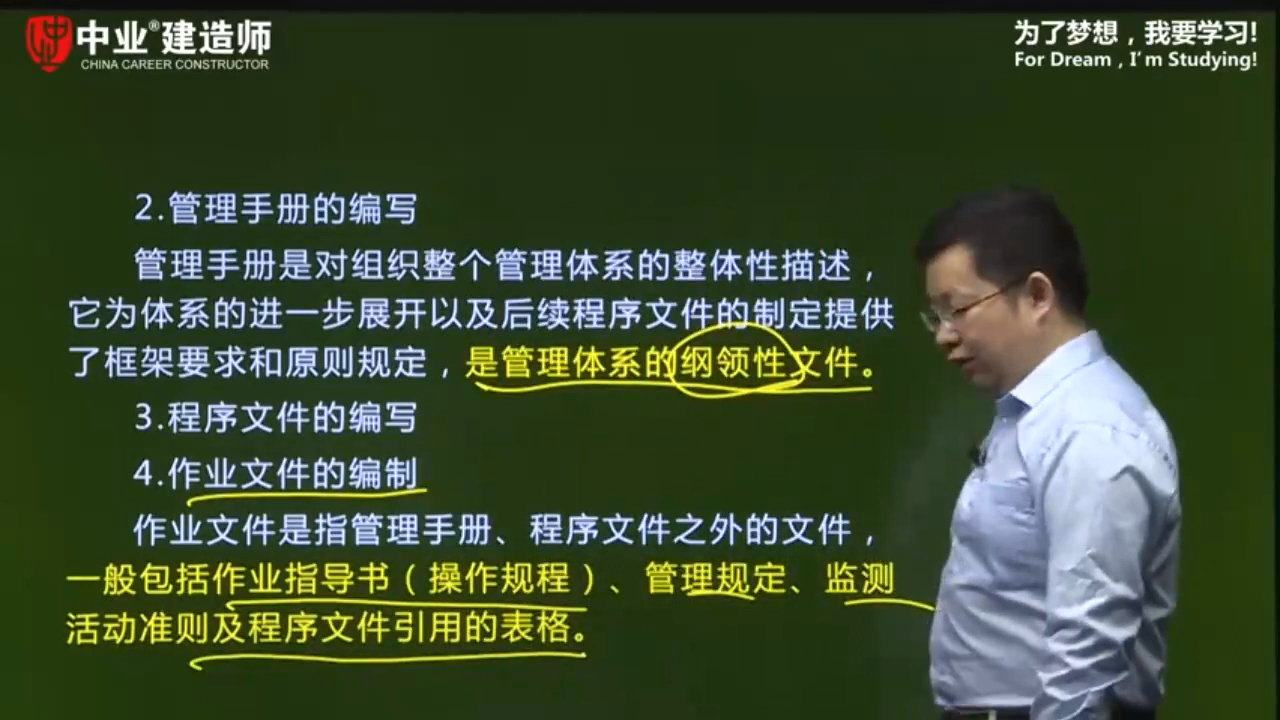 中业®建造师
CHINA CAREER CONSTRUCTOR
为了梦想，我要学习!
For Dream , I'm Studying!
2.管理手册的编写
管理手册是对组织整个管理体系的整体性描述，
它为体系的进一步展开以及后续程序文件的制定提供
了框架要求和原则规定，是管理体系的纲领性文件。
3.程序文件的编写
4.作业文件的编制
作业文件是指管理手册、程序文件之外的文件，
一般包括作业指导书（操作规程）、管理规定、监测
活动准则及程序文件引用的表格。